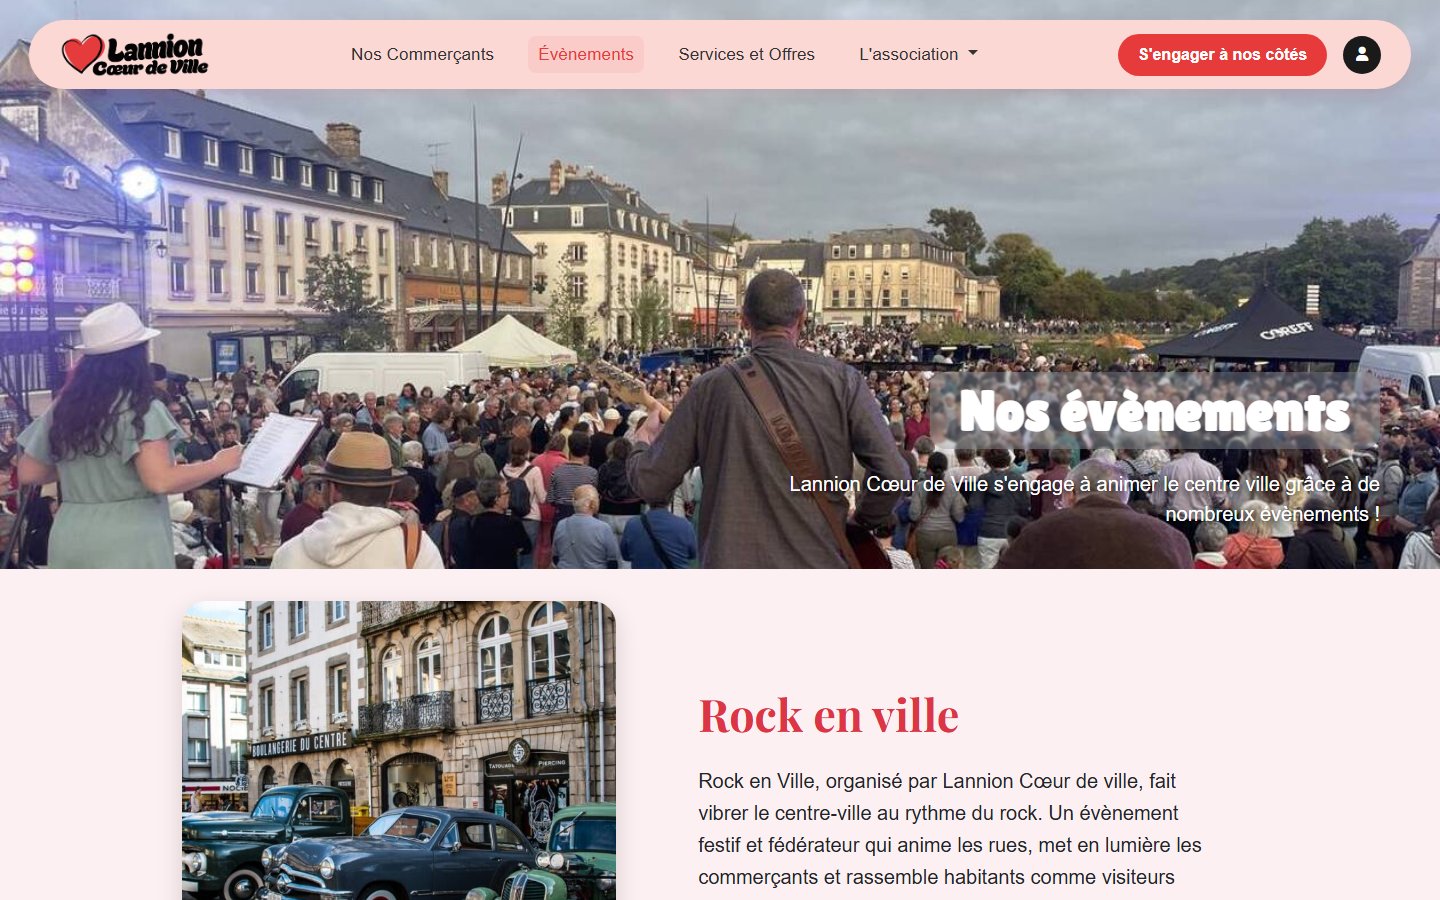 Lannion
Cœur de Ville
Nos Commerçants
Évènements
Services et Offres
L'association
S'engager à nos côtés
COREFF
Nos évènements
Lannion Cœur de Ville s'engage à animer le centre ville grâce à de
nombreux évènements !
BOULANGERIE DU CENTRE
TATOUAGE PIERCING
Rock en ville
Rock en Ville, organisé par Lannion Cœur de ville, fait
vibrer le centre-ville au rythme du rock. Un évènement
festif et fédérateur qui anime les rues, met en lumière les
commerçants et rassemble habitants comme visiteurs